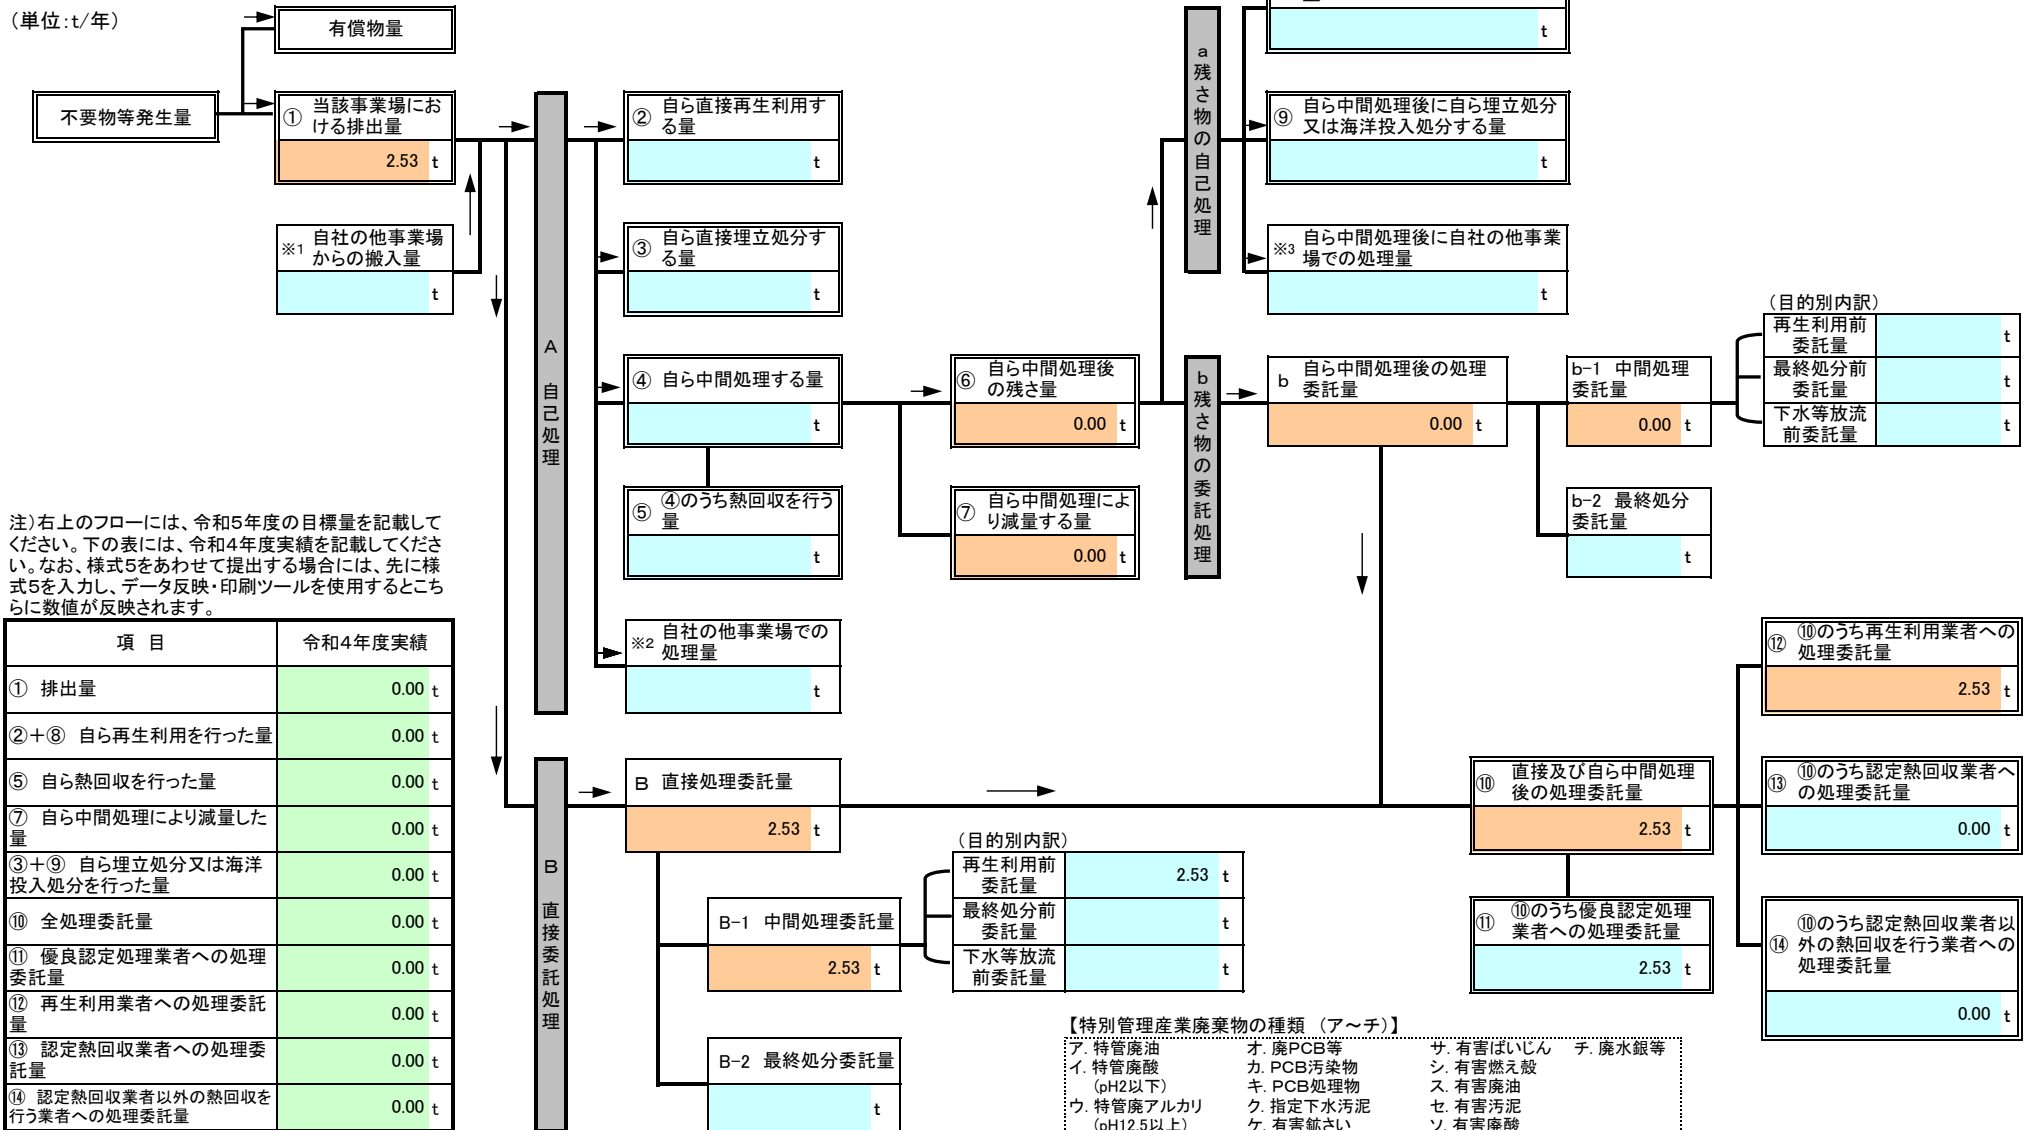 （単位:t/年）
有償物量
不要物等発生量
① 当該事業場にお
ける排出量
2.53 t
※1 自社の他事業場
からの搬入量
t
A 自己処理
② 自ら直接再生利用す
る量
t
③ 自ら直接埋立処分す
る量
t
④ 自ら中間処理する量
t
⑤ ④のうち熱回収を行う
量
t
※2 自社の他事業場での
処理量
t
⑥ 自ら中間処理後
の残さ量
0.00 t
⑦ 自ら中間処理によ
り減量する量
0.00 t
a 残さ物の自己処理
t
⑨ 自ら中間処理後に自ら埋立処分
又は海洋投入処分する量
t
※3 自ら中間処理後に自社の他事業
場での処理量
t
b 残さ物の委託処理
b 自ら中間処理後の処理
委託量
0.00 t
b-1 中間処理
委託量
0.00 t
b-2 最終処分
委託量
t
（目的別内訳）
再生利用前
委託量
t
最終処分前
委託量
t
下水等放流
前委託量
t
注）右上のフローには、令和5年度の目標量を記載して
ください。下の表には、令和4年度実績を記載してくださ
い。なお、様式5をあわせて提出する場合には、先に様
式5を入力し、データ反映・印刷ツールを使用するとこち
らに数値が反映されます。
項 目 令和4年度実績
① 排出量 0.00 t
②＋⑧ 自ら再生利用を行った量 0.00 t
⑤ 自ら熱回収を行った量 0.00 t
⑦ 自ら中間処理により減量した
量 0.00 t
③＋⑨ 自ら埋立処分又は海洋
投入処分を行った量 0.00 t
⑩ 全処理委託量 0.00 t
⑪ 優良認定処理業者への処理
委託量 0.00 t
⑫ 再生利用業者への処理委託
量 0.00 t
⑬ 認定熱回収業者への処理委
託量 0.00 t
⑭ 認定熱回収業者以外の熱回収を
行う業者への処理委託量 0.00 t
B 直接委託処理
B 直接処理委託量
2.53 t
B-1 中間処理委託量
2.53 t
B-2 最終処分委託量
t
（目的別内訳）
再生利用前
委託量
2.53 t
最終処分前
委託量
t
下水等放流
前委託量
t
⑩ 直接及び自ら中間処理
後の処理委託量
2.53 t
⑪ ⑩のうち優良認定処理
業者への処理委託量
2.53 t
⑫ ⑩のうち再生利用業者への
処理委託量
2.53 t
⑬ ⑩のうち認定熱回収業者へ
の処理委託量
0.00 t
⑭ ⑩のうち認定熱回収業者以
外の熱回収を行う業者への
処理委託量
0.00 t
【特別管理産業廃棄物の種類 （ア～チ）】
ア. 特管廃油 オ. 廃PCB等 サ. 有害ばいじん チ. 廃水銀等
イ. 特管廃酸 カ. PCB汚染物 シ. 有害燃え殻
（pH2以下） キ. PCB処理物 ス. 有害廃油
ウ. 特管廃アルカリ ク. 指定下水汚泥 セ. 有害汚泥
（pH12.5以上） ケ. 有害鉱さい ソ. 有害廃酸